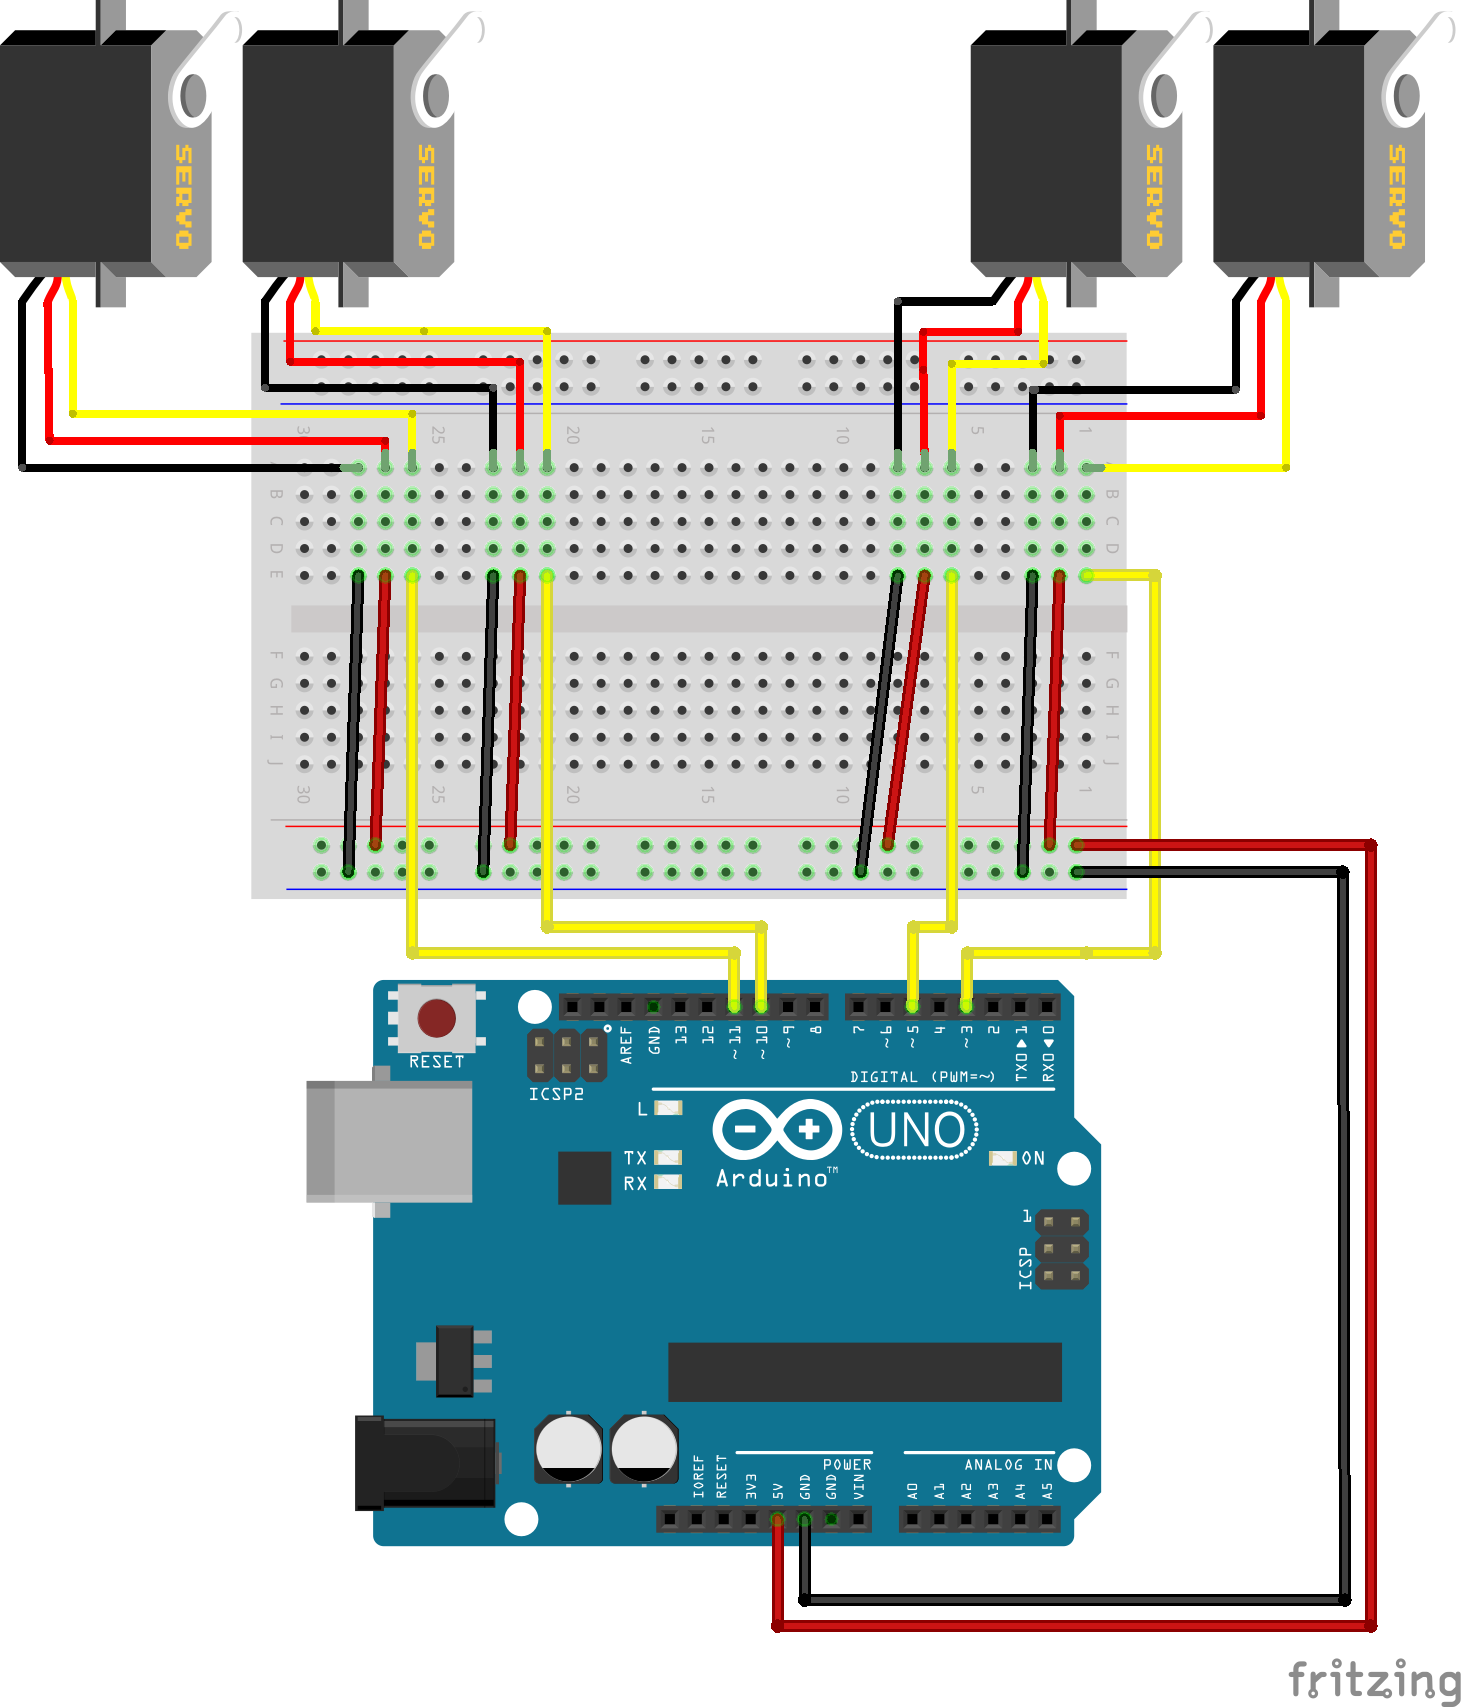 SERVO
SERVO
SERVO
SERVO
30 25 20 15 10 5 1
B B
C C
D D
E E
F F
G G
H H
I I
J J
30 25 20 15 10 5 1
RESET
ICSP2
AREF
GND
13
12
~11
~10
~9
8
7
~6
~5
4
~3
2
TX0▶1
RX0◀0
DIGITAL (PWM=~)
L
TX
RX
Arduino™
UNO
ON
1
ICSP
IOREF
RESET
3V3
5V
GND
GND
VIN
POWER
ANALOG IN
A0
A1
A2
A3
A4
A5
fritzing